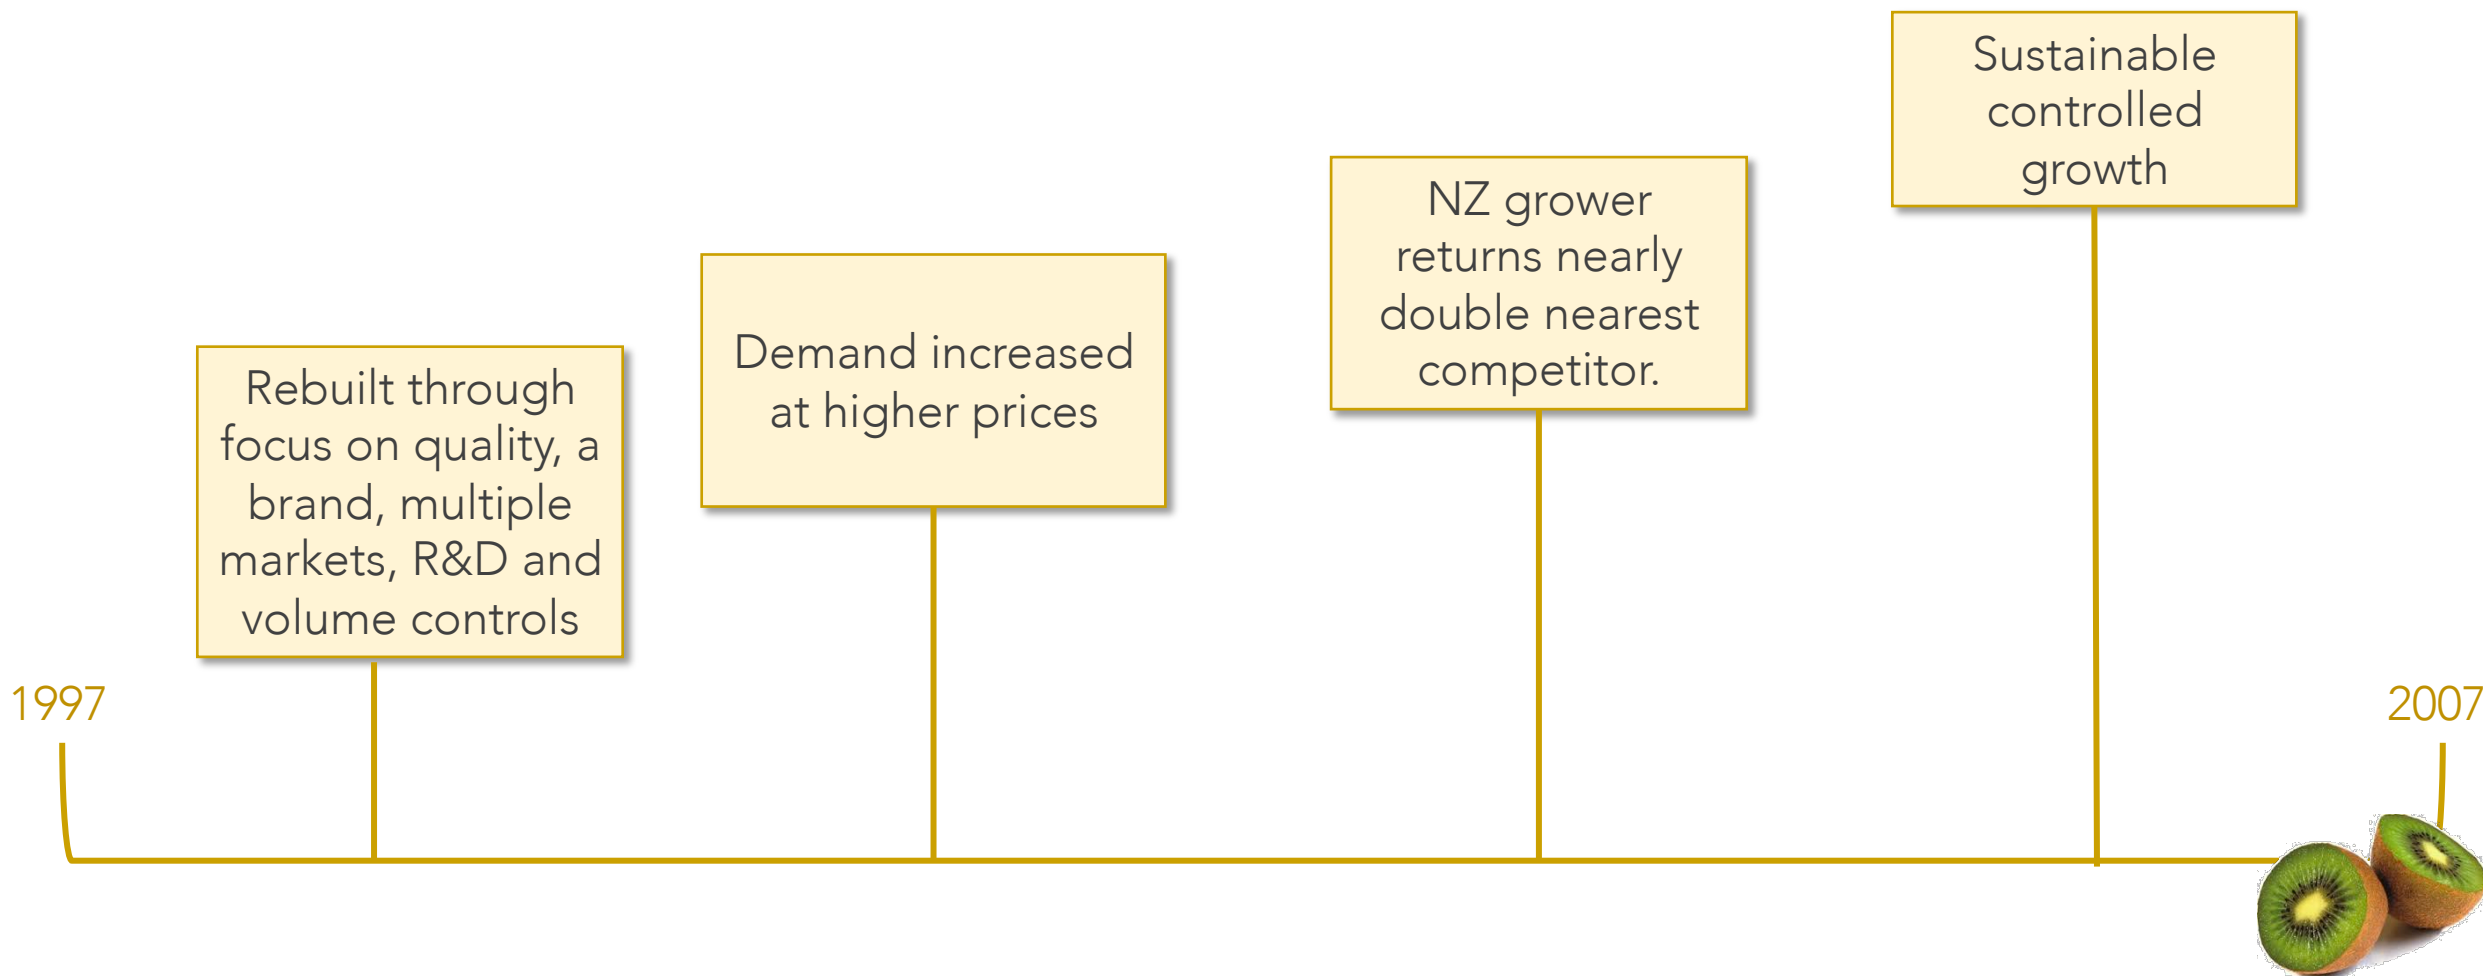 1997
Rebuilt through
focus on quality, a
brand, multiple
markets, R&D and
volume controls
Demand increased
at higher prices
NZ grower
returns nearly
double nearest
competitor.
Sustainable
controlled
growth
2007